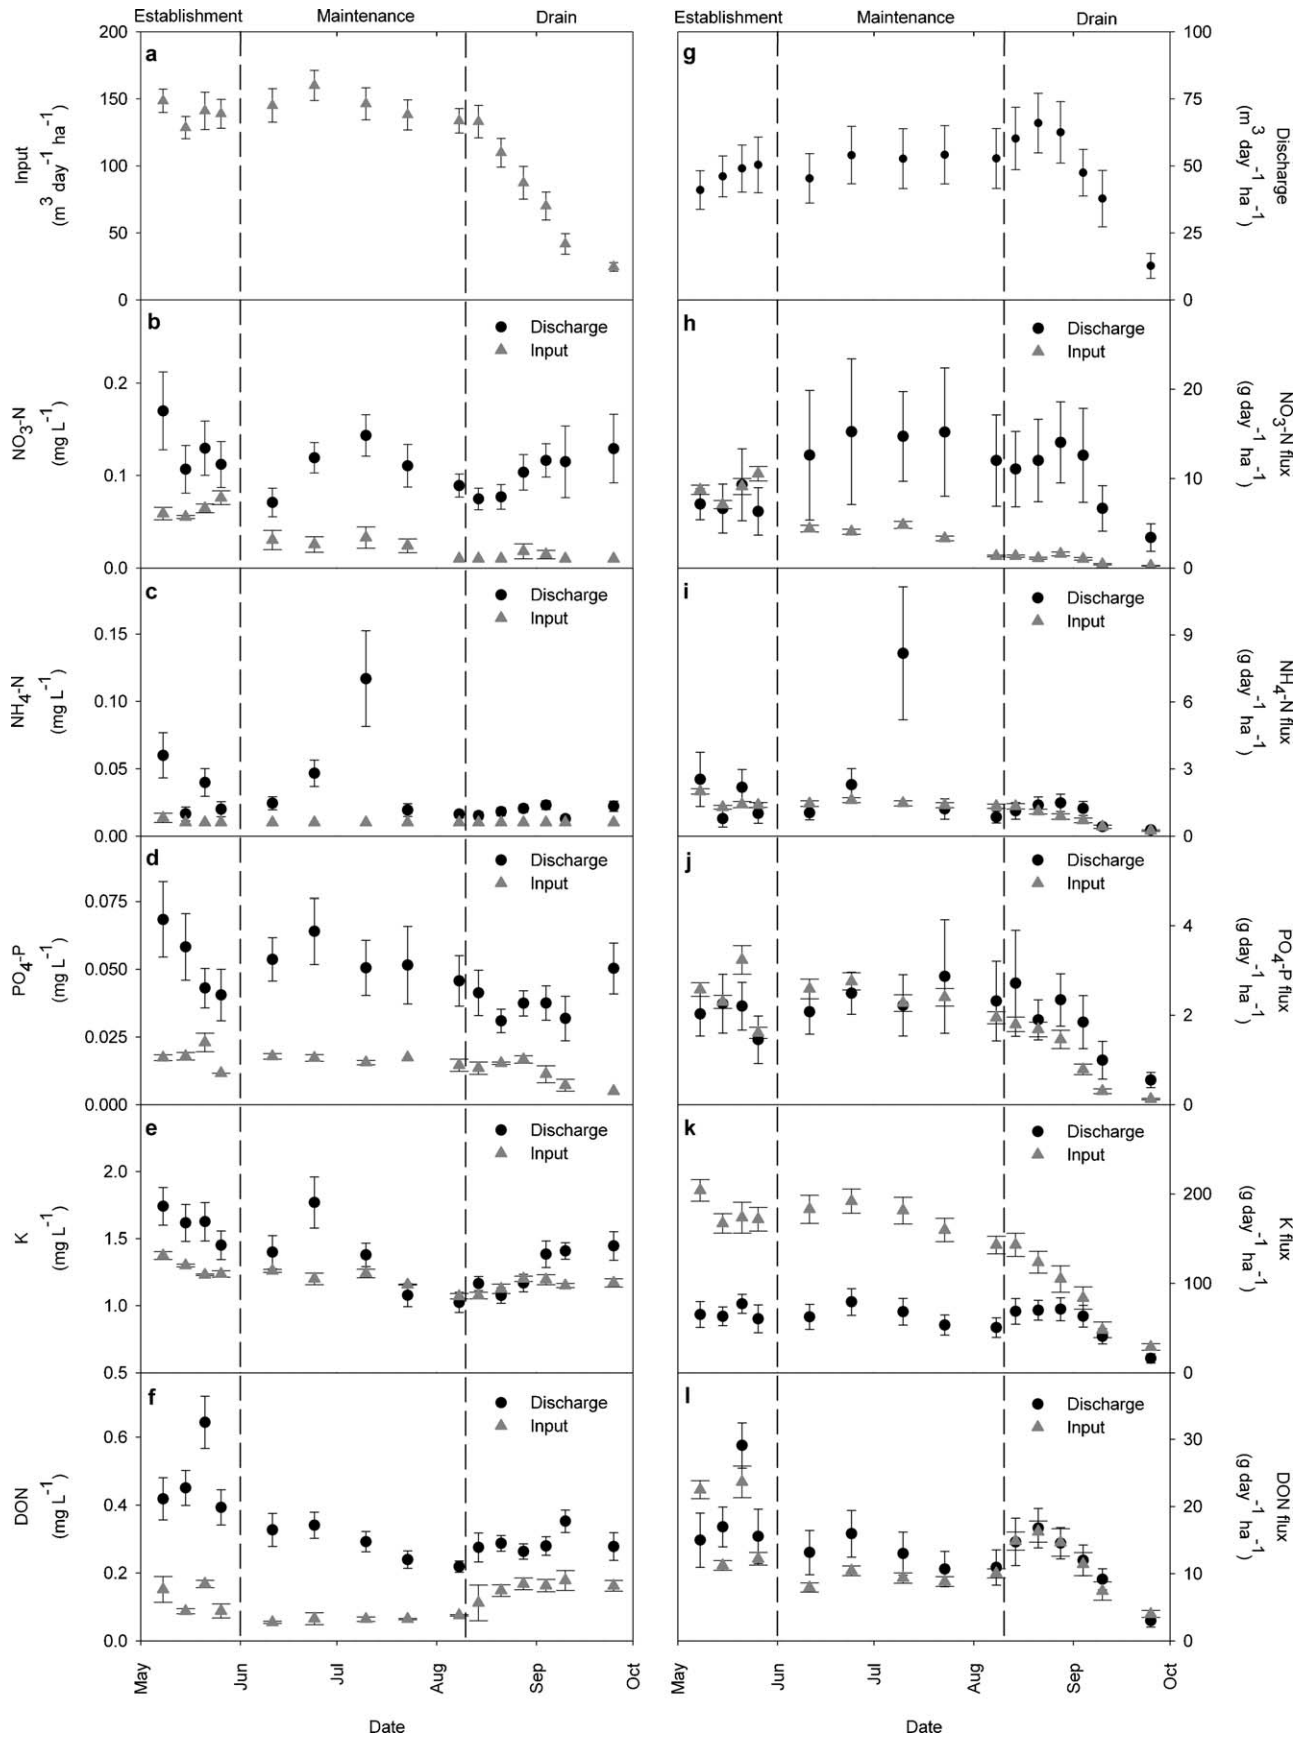 Establishment Maintenance Drain
Establishment Maintenance Drain
a
200
150
100
50
0
Input
(m3 day-1 ha-1)
g
100
75
50
25
0
Discharge
(m3 day-1 ha-1)
b
Discharge
Input
0.2
0.1
0.0
NO3-N
(mg L-1)
h
Discharge
Input
20
10
0
NO3-N flux
(g day-1 ha-1)
c
Discharge
Input
0.15
0.10
0.05
0.00
NH4-N
(mg L-1)
i
Discharge
Input
9
6
3
0
NH4-N flux
(g day-1 ha-1)
d
Discharge
Input
0.075
0.050
0.025
0.000
PO4-P
(mg L-1)
j
Discharge
Input
4
2
0
PO4-P flux
(g day-1 ha-1)
e
Discharge
Input
2.0
1.5
1.0
0.5
K
(mg L-1)
k
Discharge
Input
200
100
0
K flux
(g day-1 ha-1)
f
Discharge
Input
0.6
0.4
0.2
0.0
DON
(mg L-1)
l
Discharge
Input
30
20
10
0
DON flux
(g day-1 ha-1)
May Jun Jul Aug Sep Oct
May Jun Jul Aug Sep Oct
Date
Date